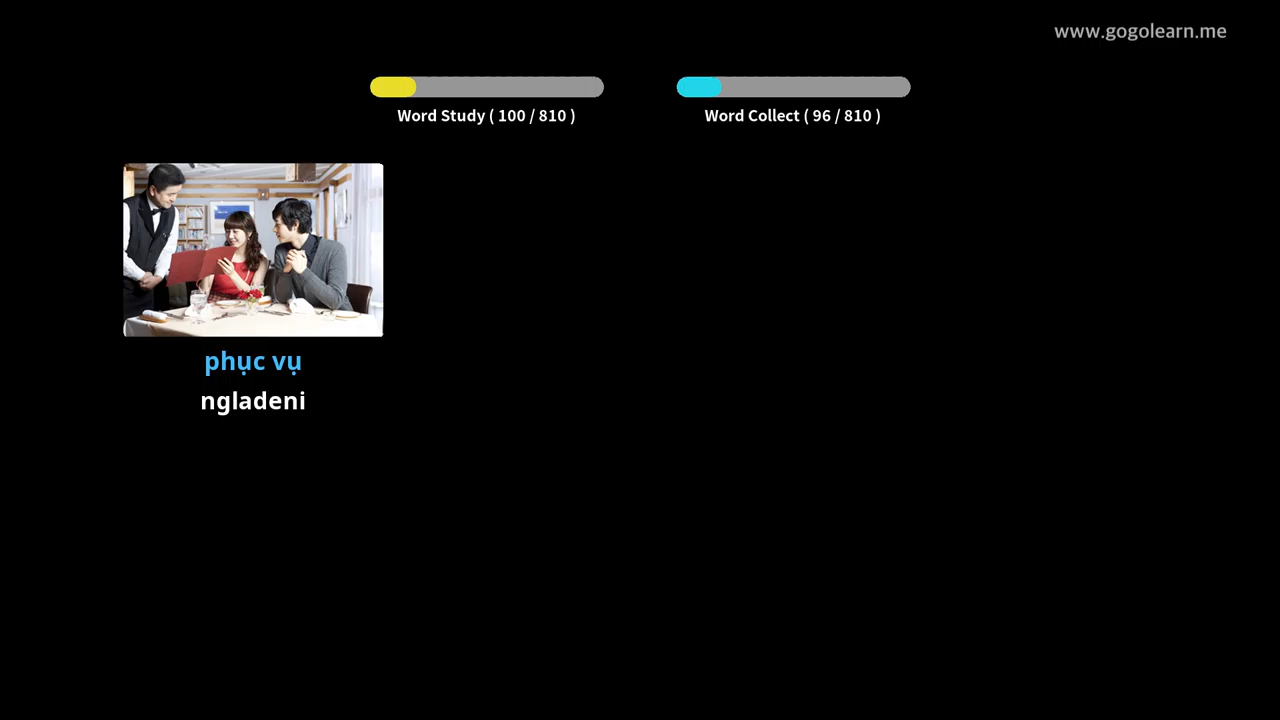 www.gogolearn.me
Word Study ( 100 / 810 )
Word Collect ( 96 / 810 )
phục vụ
ngladeni